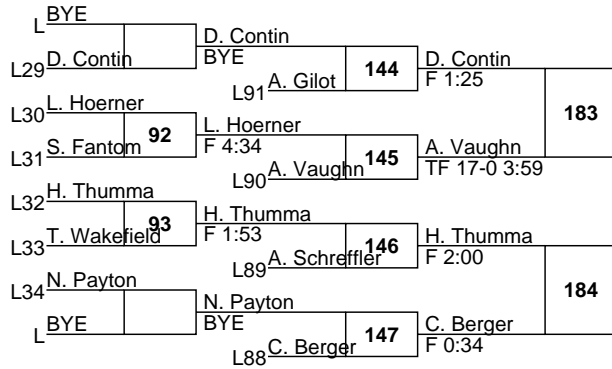 L BYE
D. Contin
BYE
L29 D. Contin
144
D. Contin
F 1:25
L91 A. Gilot
L30 L. Hoerner
183
92
L. Hoerner
F 4:34
L31 S. Fantom
145
A. Vaughn
TF 17-0 3:59
L90 A. Vaughn
L32 H. Thumma
93
H. Thumma
F 1:53
L33 T. Wakefield
146
H. Thumma
F 2:00
L89 A. Schreffler
L34 N. Payton
184
N. Payton
BYE
L BYE
147
C. Berger
F 0:34
L88 C. Berger